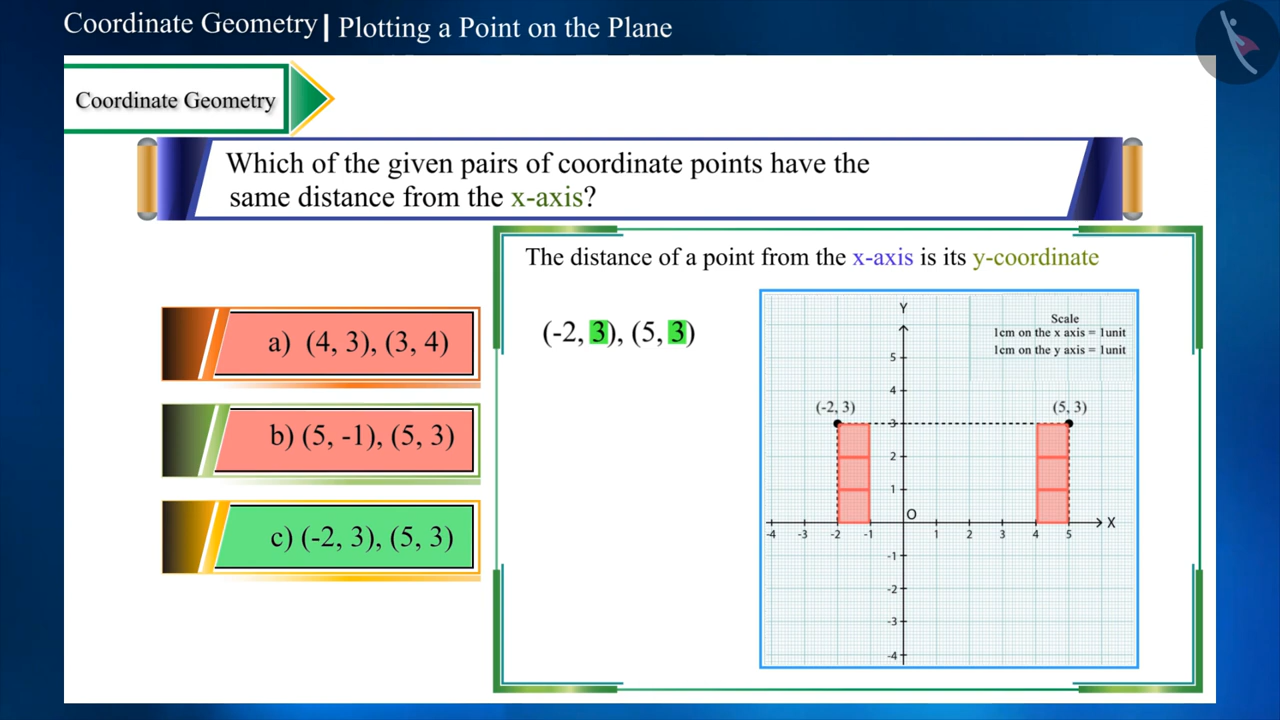 Coordinate Geometry | Plotting a Point on the Plane
Coordinate Geometry
Which of the given pairs of coordinate points have the
same distance from the x-axis?
The distance of a point from the x-axis is its y-coordinate
a) (4, 3), (3, 4)
b) (5, -1), (5, 3)
c) (-2, 3), (5, 3)
(-2, 3), (5, 3)
Y
Scale
1cm on the x axis = 1unit
1cm on the y axis = 1unit
5
4
(-2, 3)
(5, 3)
3
2
1
O
X
-4 -3 -2 -1 1 2 3 4 5
-1
-2
-3
-4